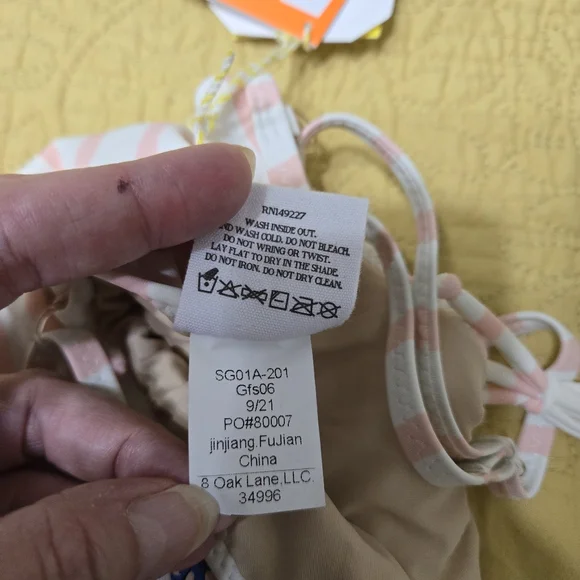 RN149227
WASH INSIDE OUT.
ND WASH COLD. DO NOT BLEACH.
DO NOT WRING OR TWIST.
LAY FLAT TO DRY IN THE SHADE.
DO NOT IRON. DO NOT DRY CLEAN.
SG01A-201
Gfs06
9/21
PO#80007
jinjiang.FuJian
China
8 Oak Lane,LLC.
34996